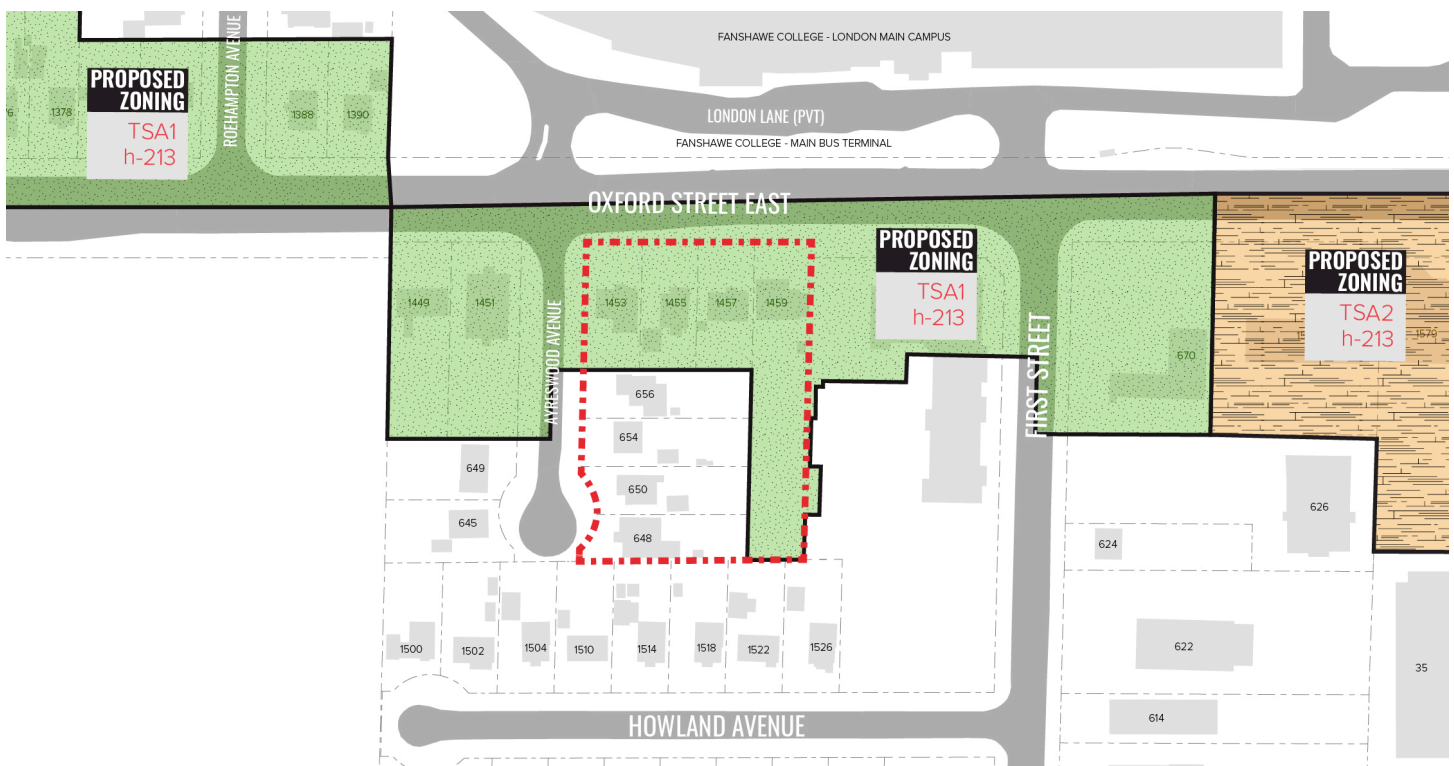 FANSHAWE COLLEGE - LONDON MAIN CAMPUS
ROEHAMPTON AVENUE
PROPOSED
ZONING
TSA1
h-213
1378
1388
1390
LONDON LANE (PVT)
FANSHAWE COLLEGE - MAIN BUS TERMINAL
OXFORD STREET EAST
PROPOSED
ZONING
TSA1
h-213
PROPOSED
ZONING
TSA2
h-213
1449
1451
AYRESWOOD AVENUE
1453
1455
1457
1459
FIRST STREET
1579
670
656
654
650
648
649
645
626
624
622
614
35
1500
1502
1504
1510
1514
1518
1522
1526
HOWLAND AVENUE